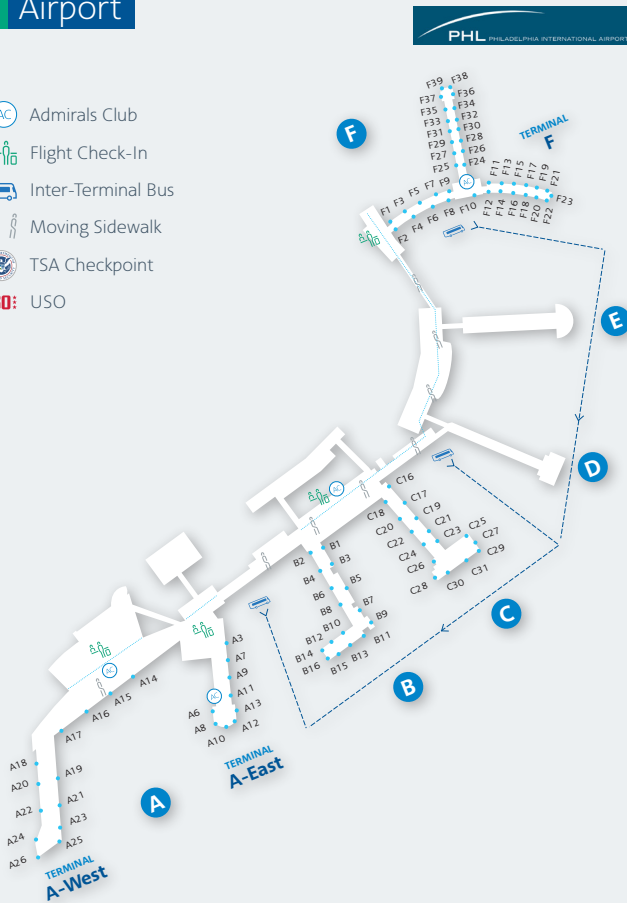 Airport
PHL PHILADELPHIA INTERNATIONAL AIRPORT
AC Admirals Club
Flight Check-In
Inter-Terminal Bus
Moving Sidewalk
TSA Checkpoint
USO
F
TERMINAL
F
F39 F38
F37 F36
F35 F34
F33 F32
F31 F30
F29 F28
F27 F26
F25 F24
AC
F1 F3 F5 F7 F9
F2 F4 F6 F8 F10
F11 F13 F15 F17 F19 F21
F12 F14 F16 F18 F20 F22
F23
E
D
C16
C17
C18
C19
C20
C21
C22
C23
C24
C25
C26
C27
C28
C29
C30
C31
C
AC
B1
B2
B3
B4
B5
B6
B7
B8
B9
B10
B11
B12
B13
B14
B15
B16
B
A3
A7
A9
A11
A13
AC
A6
A8
A10
A12
TERMINAL
A-East
AC
A14
A15
A16
A17
A18
A19
A20
A21
A22
A23
A24
A25
A26
A
TERMINAL
A-West